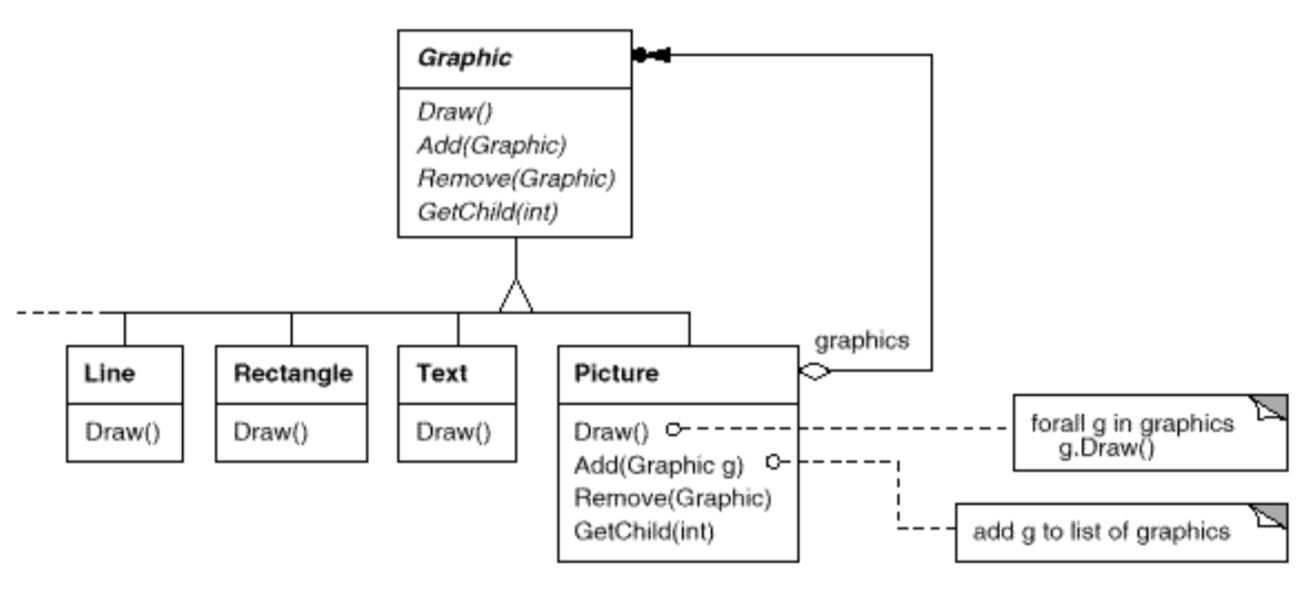 Graphic
Draw()
Add(Graphic)
Remove(Graphic)
GetChild(int)
graphics
Line
Draw()
Rectangle
Draw()
Text
Draw()
Picture
Draw()
Add(Graphic g)
Remove(Graphic)
GetChild(int)
forall g in graphics
g.Draw()
add g to list of graphics